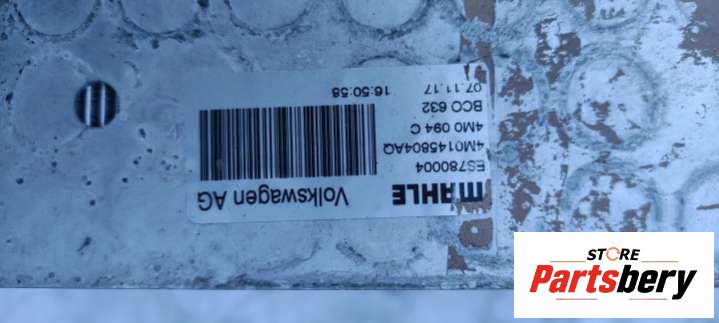 MAHLE
Volkswagen AG
ES780004
4M0145804AQ
4M0 094 C
BCO 632
07.11.17
16:50:58
STORE
Partsbery